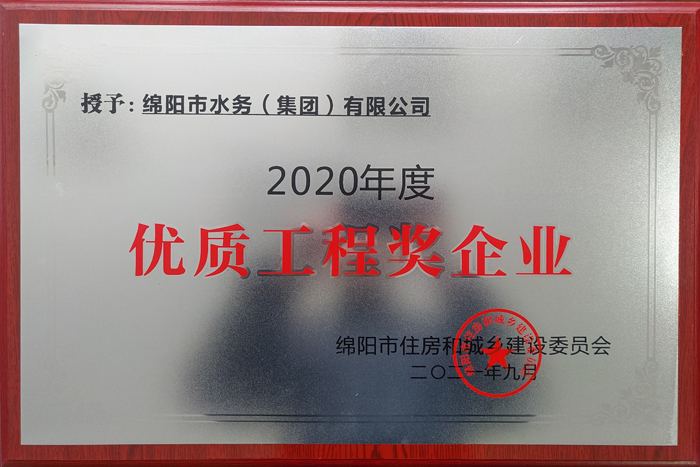 授予：绵阳市水务（集团）有限公司
2020年度
优质工程奖企业
绵阳市住房和城乡建设委员会
二〇二一年九月